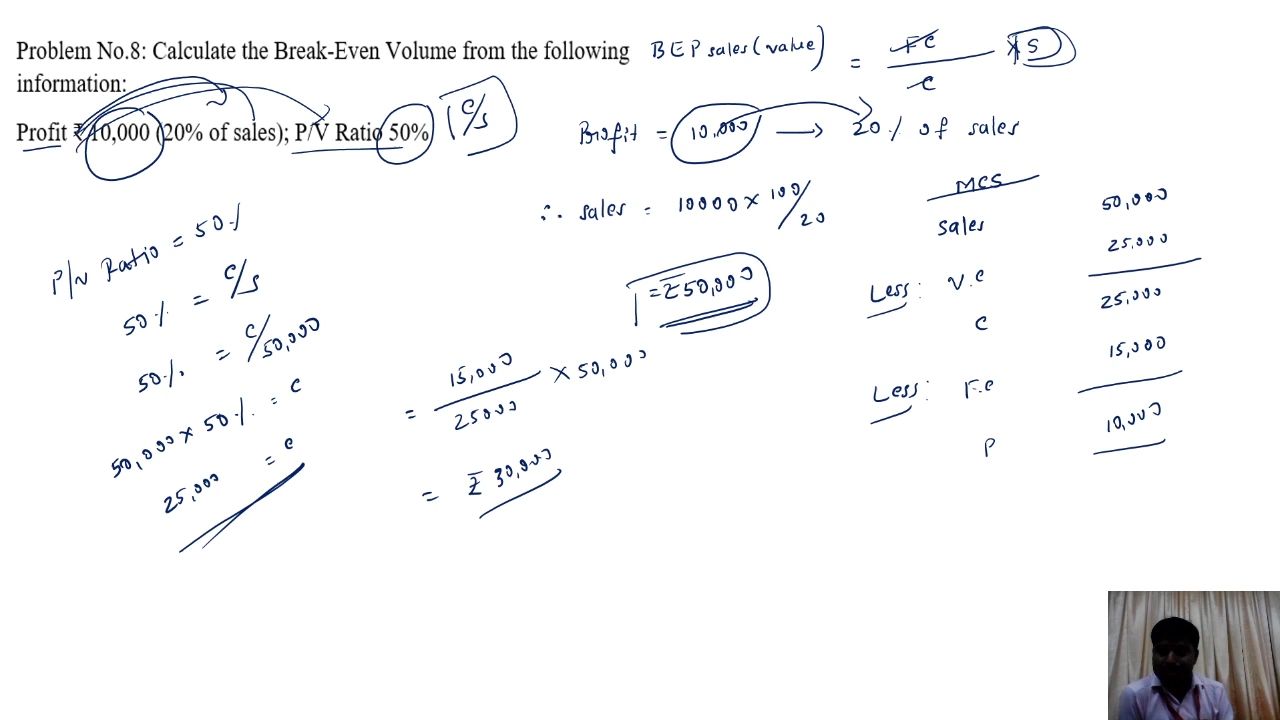 Problem No.8: Calculate the Break-Even Volume from the following
information:
Profit ₹ 10,000 (20% of sales); P/V Ratio 50%
C/S
BEP sales (value) = FC / C × S
Profit = 10,000 → 20% of sales
∴ sales = 10000 × 100/20
= ₹50,000
P/V Ratio = 50%
50% = C/S
50% = C/50,000
50,000 × 50% = C
25,000 = C
= 15,000 / 25000 × 50,000
= ₹ 30,000
MCS
Sales 50,000
Less: V.C 25,000
C 25,000
Less: F.C 15,000
P 10,000